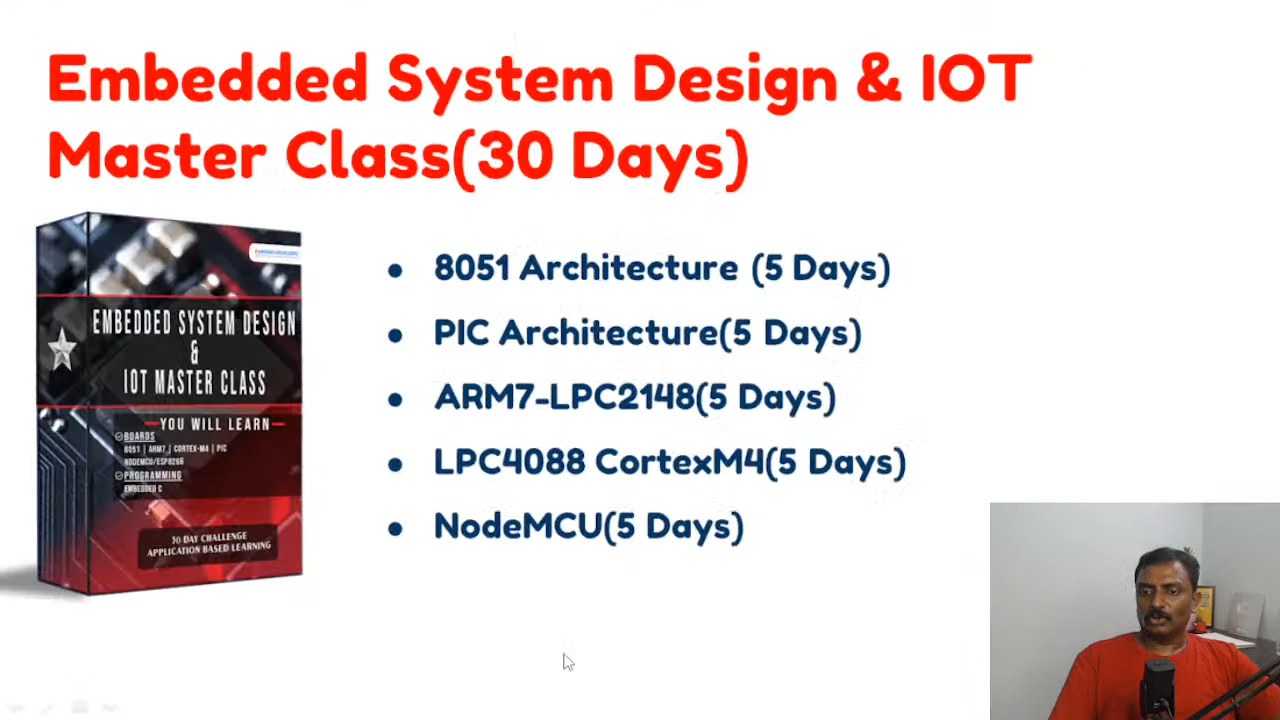 Embedded System Design & IOT
Master Class(30 Days)
8051 Architecture (5 Days)
PIC Architecture(5 Days)
ARM7-LPC2148(5 Days)
LPC4088 CortexM4(5 Days)
NodeMCU(5 Days)
EMBEDDED SYSTEM DESIGN
&
IOT MASTER CLASS
YOU WILL LEARN
BOARDS
8051 | ARM7 | CORTEX-M4 | PIC
NODEMCU/ESP8266
PROGRAMMING
EMBEDDED C
30 DAY CHALLENGE
APPLICATION BASED LEARNING